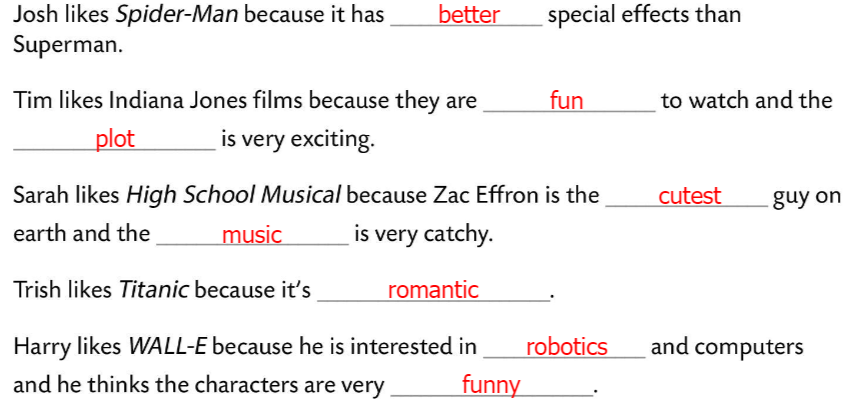 Josh likes Spider-Man because it has better special effects than
Superman.
Tim likes Indiana Jones films because they are fun to watch and the
plot is very exciting.
Sarah likes High School Musical because Zac Effron is the cutest guy on
earth and the music is very catchy.
Trish likes Titanic because it's romantic.
Harry likes WALL-E because he is interested in robotics and computers
and he thinks the characters are very funny.